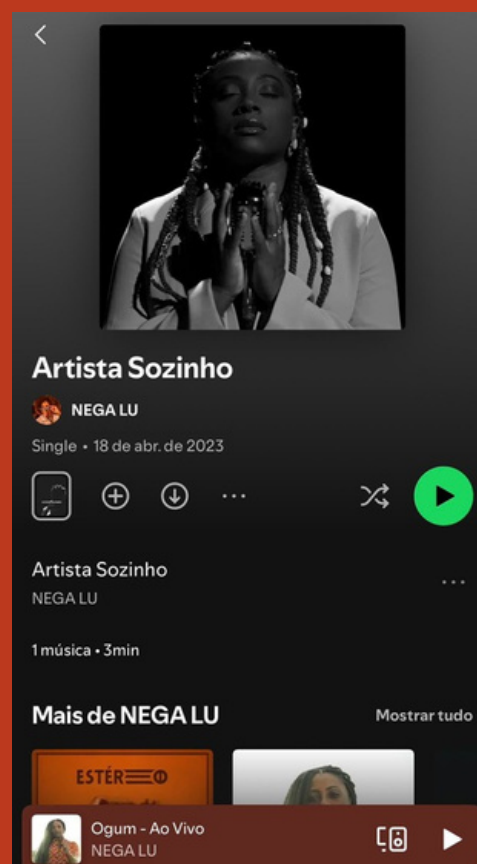 Artista Sozinho
NEGA LU
Single • 18 de abr. de 2023
Artista Sozinho
NEGA LU
1 música • 3min
Mais de NEGA LU
Mostrar tudo
ESTÉREO
Ogum - Ao Vivo
NEGA LU